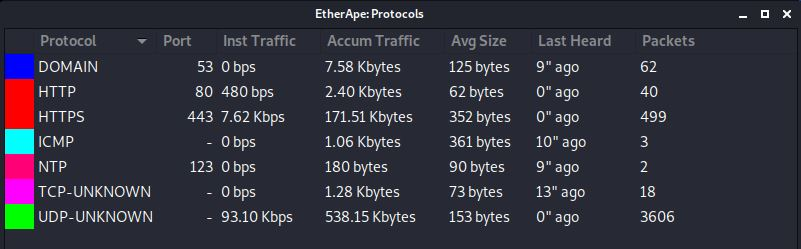 EtherApe: Protocols
Protocol Port Inst Traffic Accum Traffic Avg Size Last Heard Packets
DOMAIN 53 0 bps 7.58 Kbytes 125 bytes 9" ago 62
HTTP 80 480 bps 2.40 Kbytes 62 bytes 0" ago 40
HTTPS 443 7.62 Kbps 171.51 Kbytes 352 bytes 0" ago 499
ICMP - 0 bps 1.06 Kbytes 361 bytes 10" ago 3
NTP 123 0 bps 180 bytes 90 bytes 9" ago 2
TCP-UNKNOWN - 0 bps 1.28 Kbytes 73 bytes 13" ago 18
UDP-UNKNOWN - 93.10 Kbps 538.15 Kbytes 153 bytes 0" ago 3606